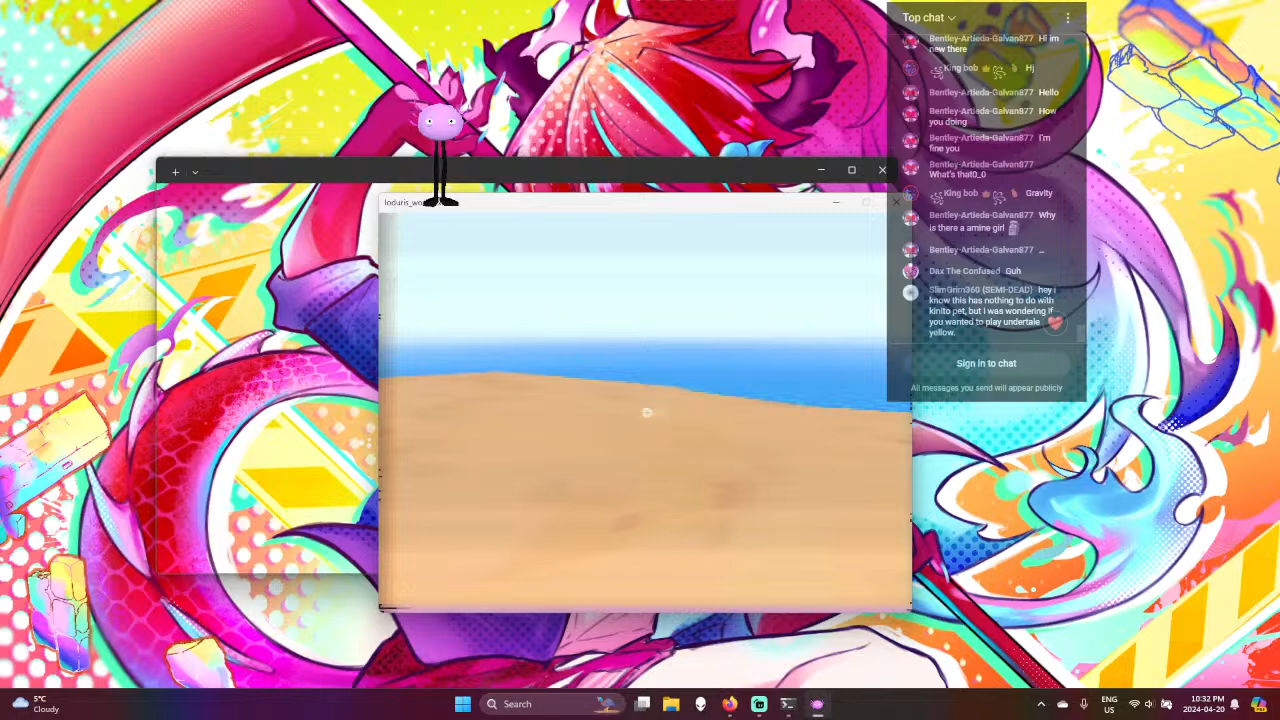 Top chat
Bentley-Artieda-Galvan877 Hi im
new there
King bob Hj
Bentley-Artieda-Galvan877 Hello
Bentley-Artieda-Galvan877 How
you doing
Bentley-Artieda-Galvan877 I'm
fine you
Bentley-Artieda-Galvan877
What's that0_0
King bob Gravity
Bentley-Artieda-Galvan877 Why
is there a amine girl
Bentley-Artieda-Galvan877 ..
Dax The Confused Guh
SlimGrim360 {SEMI-DEAD} hey i
know this has nothing to do with
kinito pet, but i was wondering if
you wanted to play undertale
yellow.
Sign in to chat
All messages you send will appear publicly
5°C
Cloudy
Search
ENG
US
10:32 PM
2024-04-20